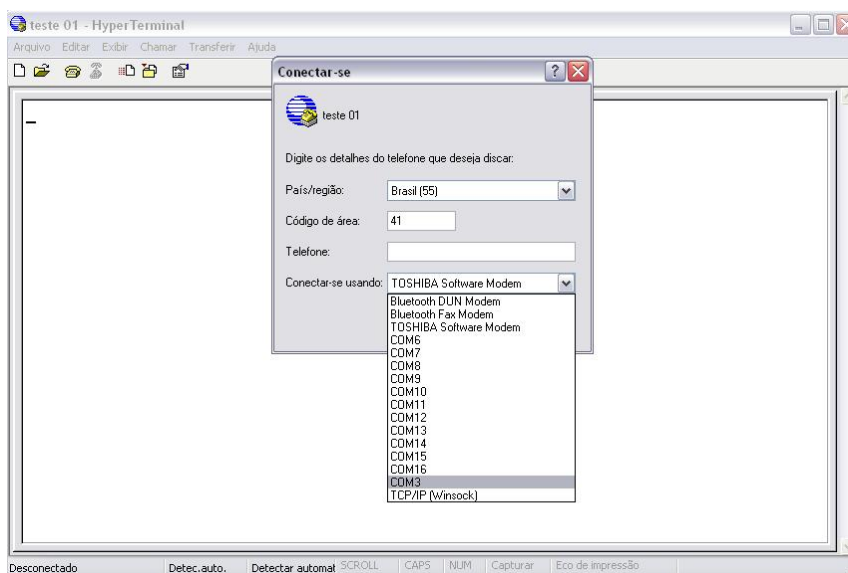 teste 01 - HyperTerminal
Arquivo Editar Exibir Chamar Transferir Ajuda
Conectar-se
teste 01
Digite os detalhes do telefone que deseja discar:
País/região: Brasil (55)
Código de área: 41
Telefone:
Conectar-se usando: TOSHIBA Software Modem
Bluetooth DUN Modem
Bluetooth Fax Modem
TOSHIBA Software Modem
COM6
COM7
COM8
COM9
COM10
COM11
COM12
COM13
COM14
COM15
COM16
COM3
TCP/IP (Winsock)
Desconectado Detec.auto. Detectar automát SCROLL CAPS NUM Capturar Eco de impressão